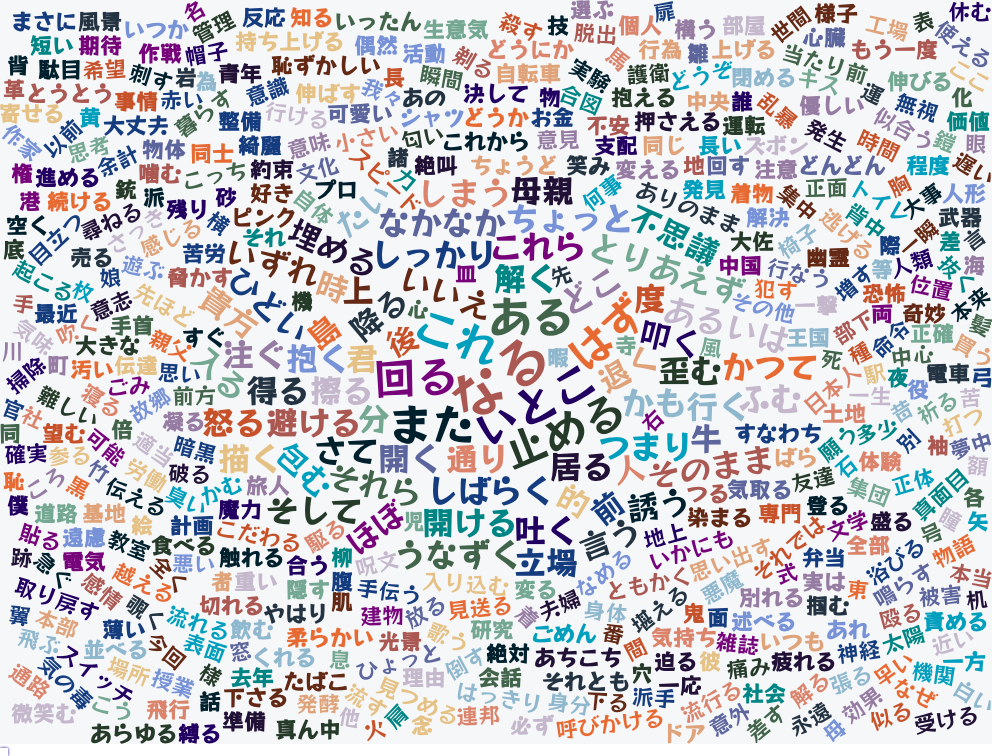 まさに 風景 いつか 名 管理 反応 知る いったん 生意気 殺す 技 選ぶ 脱出 個人 扉 構う 部屋 世間 様子 心臓 工場 表 使える 休む
短い 期待 作戦 帽子 持ち上げる 偶然 活動 どうにか 馬 行為 雛 上げる 当たり前 もう一度 ここ
背 駄目 希望 刺す 岩 為 青年 恥ずかしい 長 瞬間 剃る 自転車 実験 護衛 どうぞ 閉める キス 運 伸びる 化
革 とうとう 事情 赤い 暮らす 意識 伸ばす 我々 あの 決して 物 合図 抱える 中央 誰 乱暴 優しい 無視 価値
寄せる 黄 大丈夫 整備 行ける 可愛い シャツ どうか お金 不安 押さえる 運転 発生 似合う 鎧 眼
作家 以前 思考 余計 物体 同士 綺麗 意味 小さい 匂い これから 意見 支配 同じ 長い ズボン 時間 遅い
権 進める 噛む こっち 約束 文化 スピード 諸 絶叫 ちょうど 笑み 変える 地 回す 注意 どんどん 程度
港 続ける 銃 派 残り 砂 好き 自体 プロ 力 しまう 母親 何事 ありのまま 発見 着物 集中 正面 トイレ 胸 大事 人形
空く 目立つ 尋ねる さっき 横 ピンク たい なかなか ちょっと 不思議 解決 逃げる 背中 一瞬 武器
底 売る 感じる 苦労 それ 埋める しっかり これら とりあえず 大佐 椅子 幽霊 際 差 言
起こる 枚 娘 遊ぶ 脅かす いずれ 時 上 いいえ 皿 解く 先 どこ 中国 行なう 増す 等 人類 泳ぐ 海
手 最近 意志 先ほど 貴方 ひどい 機 島 降る 心 ある 度 犯す その他 一撃 恐怖 位置 本来
気味 吹く 大きな 手首 親父 すぐ 後 これ はず 叩く あるいは 風 王国 部下 両 命令 奇妙 正確 聖
川 掃除 町 汚い 伝達 思い 入る 注ぐ 抱く 君 なる 暇 寺 退く 歪む かつて 死 種 中心 買う
難しい 寝る ごみ 故郷 前方 得る 擦る 回る いとこ かも 行く ふむ 日本人 一生 駅 夜 役 電車 弓
官 社 望む 倍 凝る 怒る 避ける 分 また 止める 右 土地 岩 祈る 苦
同 確実 参る 可能 適当 暗黒 描く 包む さて 開く 通り 居る つまり 牛 すなわち 願う 多少 別 袖 打つ 夢中 額
恥 ころ 黒 竹 労働 臭い 破る いかむ 旅人 それら しばらく 人 そのまま ばら 石 体験
僕 道路 基地 伝える 絵 魔力 そして ほぼ 児 開ける 吐く 的 前 誘う つる 気取る 友達 集団 正体 真面目 各
貼る 遠慮 教室 計画 こだわる 駆る 呪文 うなずく 立場 言う 染まる 専門 登る 盛る 号 瞳 矢
跡 急ぐ 電気 食べる 触れる 合う 柳 地上 いかにも それでは 文学 全部 浴びる 物語
取り戻す 感情 越える 全く 悪い 者 重い 隠す 腹 手伝う 入り込む 変る なめる ともかく 思い出す 式 弁当 実は 東 鳴らす 被害 本当 机
翼 本部 薄い 覗く 流れる 切れる やはり 肌 建物 放る 見送る 書 夫婦 身体 堪える 鬼 悪魔 別れる 掴む 殴る 責める
飛ぶ 並べる 今回 表面 飲む 柔らかい 光景 歌う 研究 ごめん 番 間 気持ち 面 述べる 雑誌 いつも あれ 太陽 近い
気の毒 スイッチ 場所 授業 様 窓 くれる 息 ひょっと 倒す 絶対 あちこち 穴 迫る 彼 痛み 疲れる 神経 機関 一方
通路 こう 飛行 話 去年 下さる たばこ 発酵 流す 見つめる 理由 会話 それとも 派手 一応 流行る 社会 解る 張る 早い なぜ 白い
微笑む あらゆる 縛る 準備 真ん中 他 火 肩 念 連邦 はっきり 身分 必ず 下る 呼びかける ドア 意外 差す 永遠 母 効果 似る 受ける